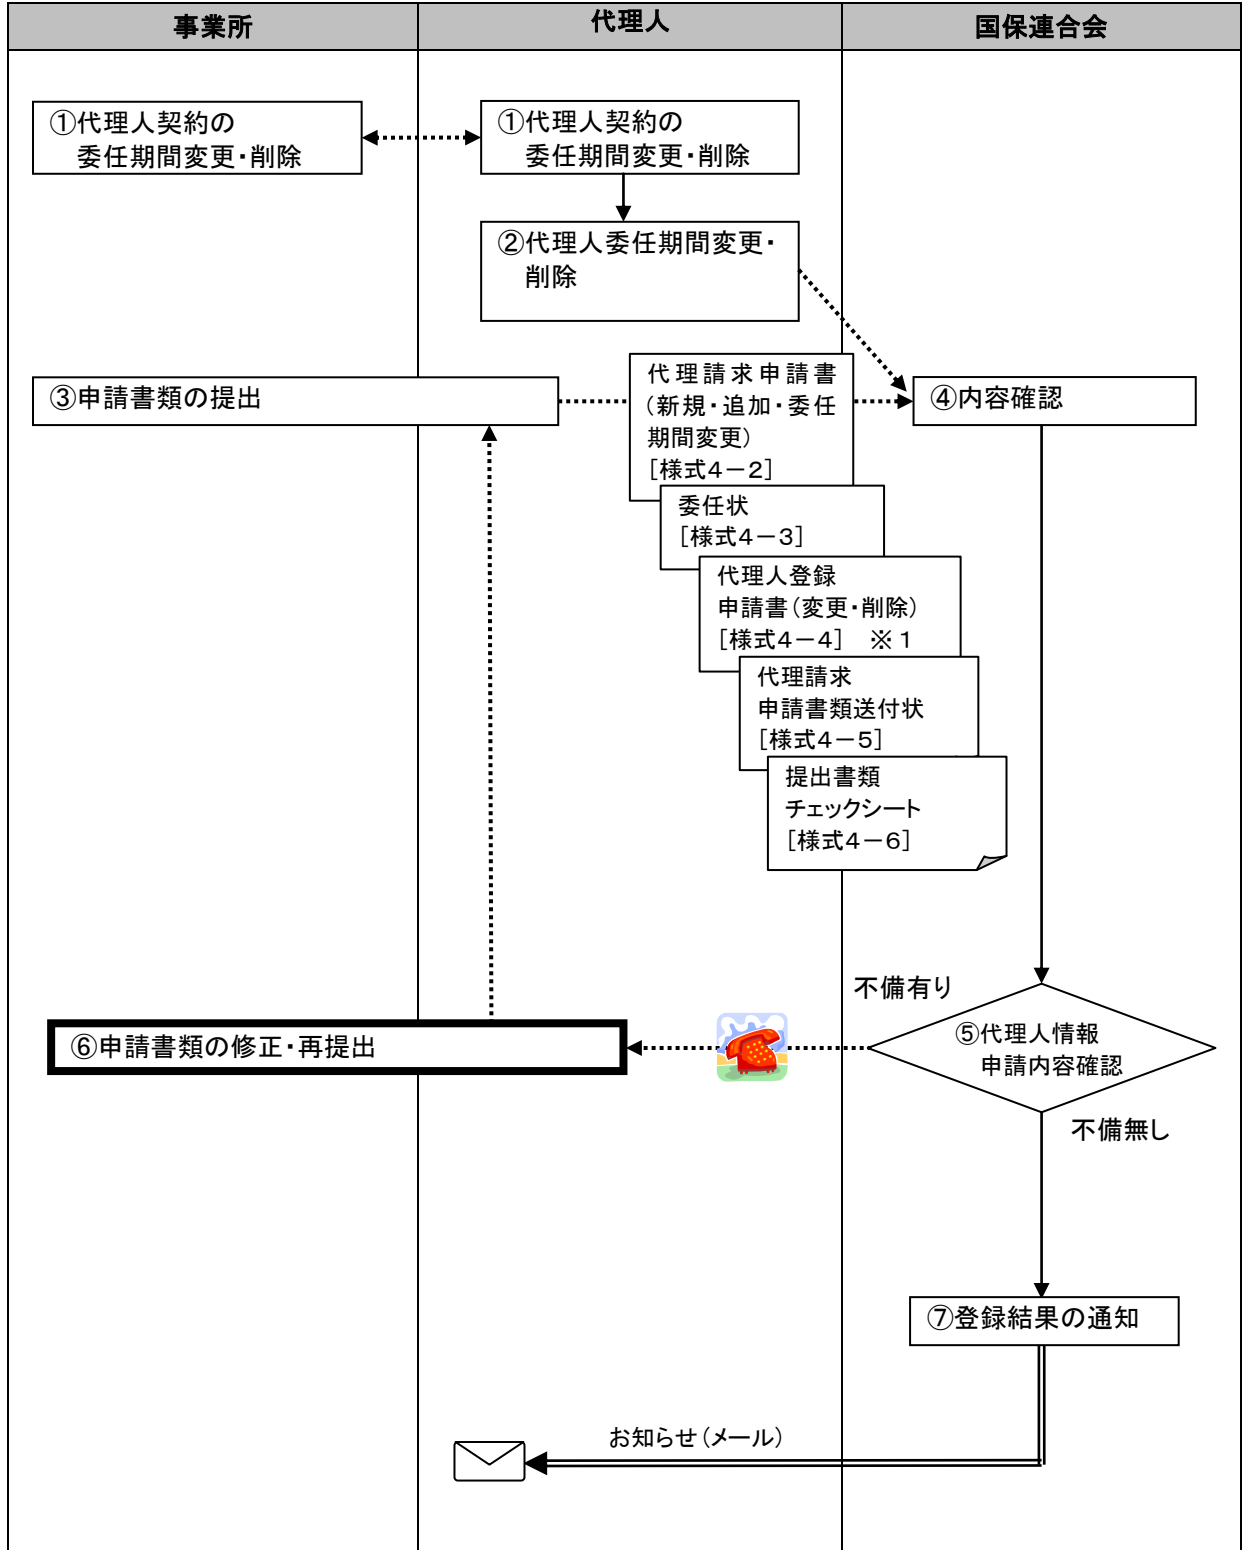 事業所
代理人
国保連合会
①代理人契約の
委任期間変更・削除
①代理人契約の
委任期間変更・削除
②代理人委任期間変更・
削除
③申請書類の提出
代理請求申請書
（新規・追加・委任
期間変更）
［様式４－２］
④内容確認
委任状
［様式４－３］
代理人登録
申請書（変更・削除）
［様式４－４］　※１
代理請求
申請書類送付状
［様式４－５］
提出書類
チェックシート
［様式４－６］
不備有り
⑤代理人情報
申請内容確認
⑥申請書類の修正・再提出
不備無し
⑦登録結果の通知
お知らせ（メール）